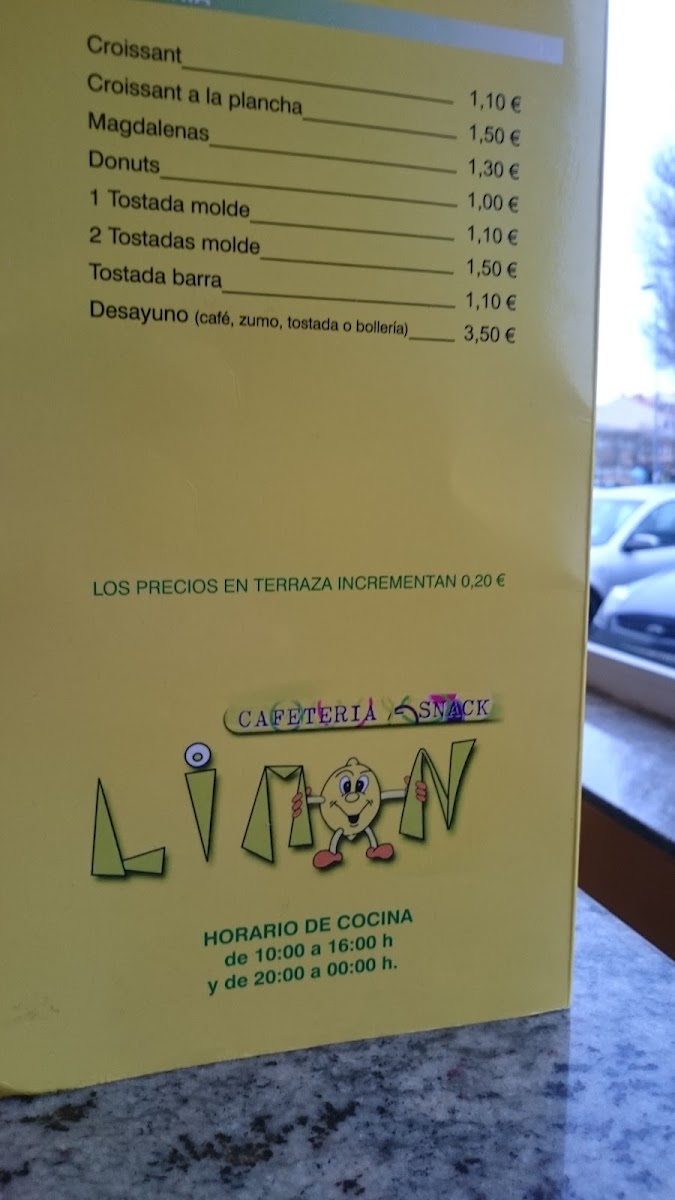 Croissant 1,10 €
Croissant a la plancha 1,50 €
Magdalenas 1,30 €
Donuts 1,00 €
1 Tostada molde 1,10 €
2 Tostadas molde 1,50 €
Tostada barra 1,10 €
Desayuno (café, zumo, tostada o bollería) 3,50 €
LOS PRECIOS EN TERRAZA INCREMENTAN 0,20 €
CAFETERIA SNACK
LiMON
HORARIO DE COCINA
de 10:00 a 16:00 h
y de 20:00 a 00:00 h.